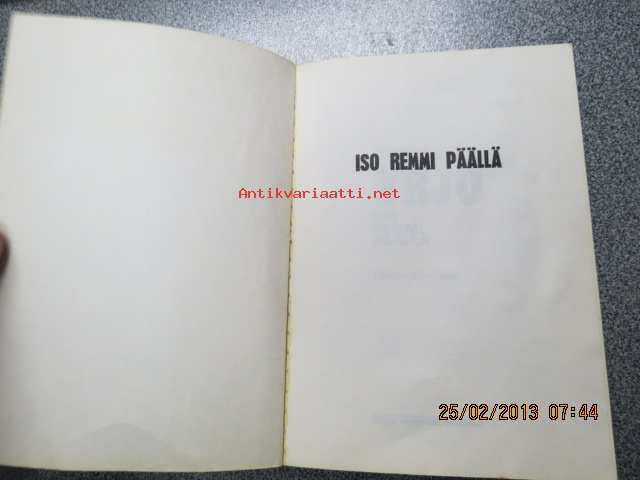 ISO REMMI PÄÄLLÄ
Antikvariaatti.net
25/02/2013 07:44